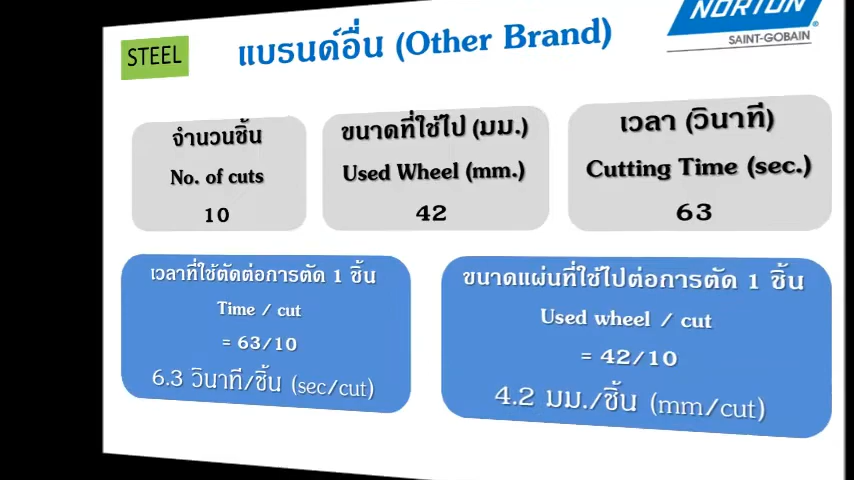 NORTON
SAINT-GOBAIN
STEEL
แบรนด์อื่น (Other Brand)
จำนวนชิ้น
No. of cuts
10
ขนาดที่ใช้ไป (มม.)
Used Wheel (mm.)
42
เวลา (วินาที)
Cutting Time (sec.)
63
เวลาที่ใช้ตัดต่อการตัด 1 ชิ้น
Time / cut
= 63/10
6.3 วินาที/ชิ้น (sec/cut)
ขนาดแผ่นที่ใช้ไปต่อการตัด 1 ชิ้น
Used wheel / cut
= 42/10
4.2 มม./ชิ้น (mm/cut)